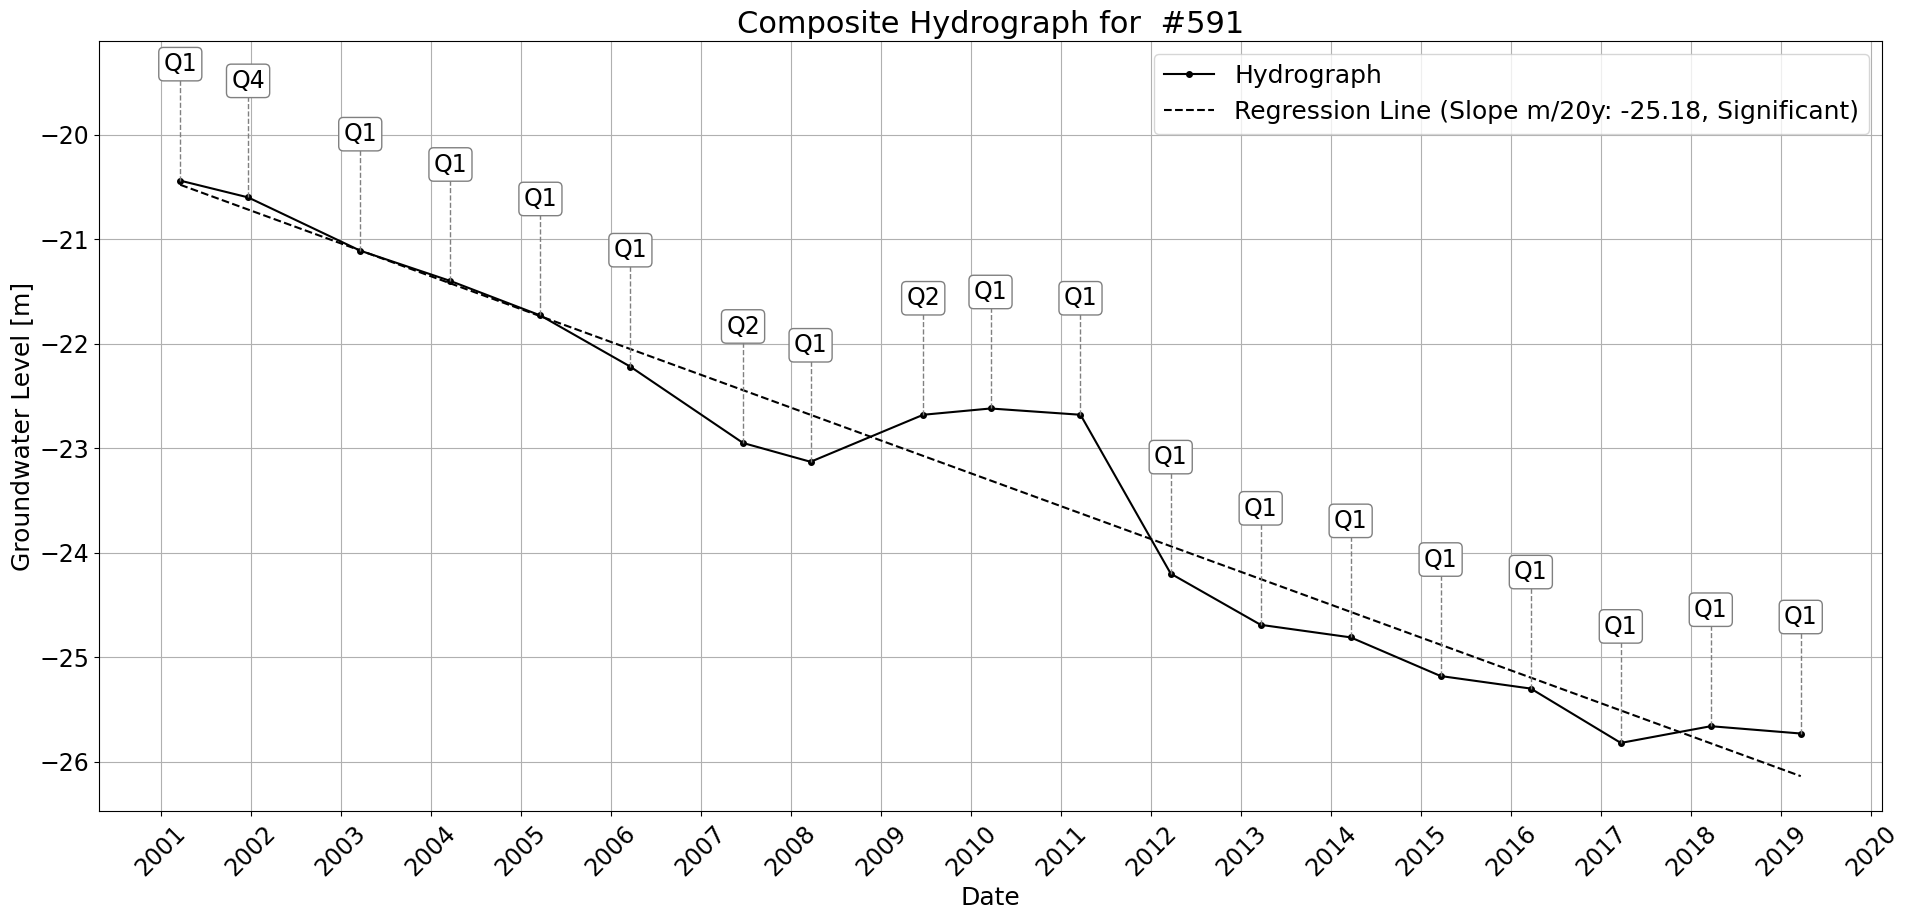 Composite Hydrograph for  #591
Hydrograph
Regression Line (Slope m/20y: -25.18, Significant)
Q1
Q4
Q1
Q1
Q1
Q1
Q2
Q1
Q2
Q1
Q1
Q1
Q1
Q1
Q1
Q1
Q1
Q1
Q1
Groundwater Level [m]
−20
−21
−22
−23
−24
−25
−26
2001
2002
2003
2004
2005
2006
2007
2008
2009
2010
2011
2012
2013
2014
2015
2016
2017
2018
2019
2020
Date